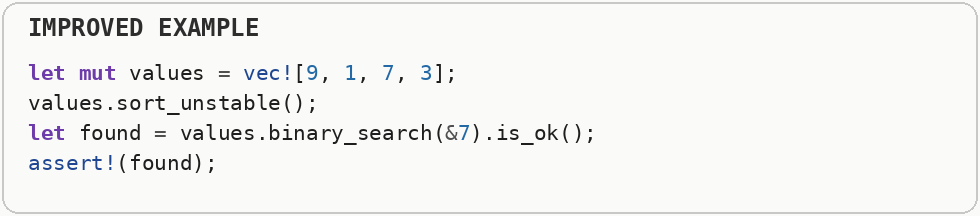 IMPROVED EXAMPLE
let mut values = vec![9, 1, 7, 3];
values.sort_unstable();
let found = values.binary_search(&7).is_ok();
assert!(found);